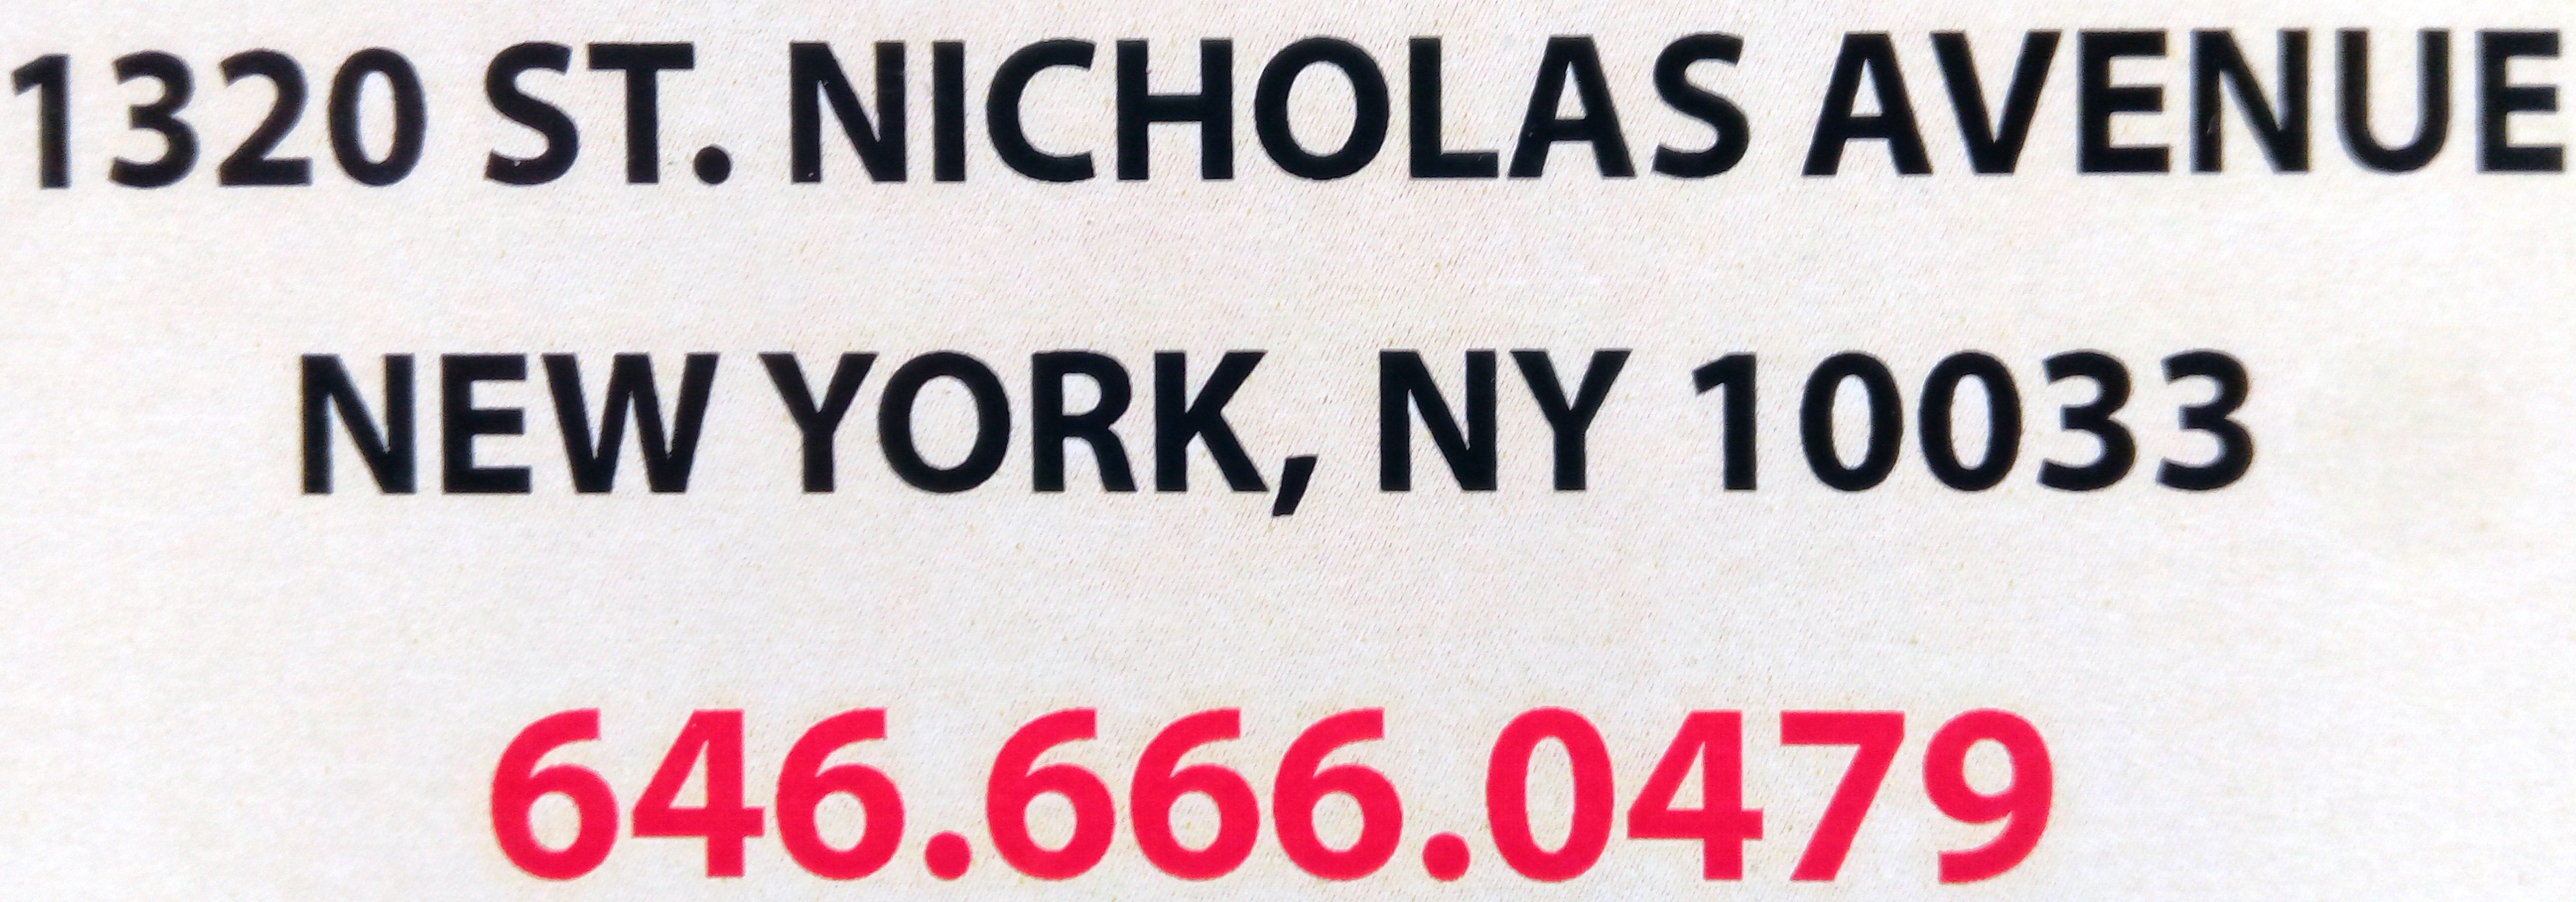 1320 ST. NICHOLAS AVENUE
NEW YORK, NY 10033
646.666.0479